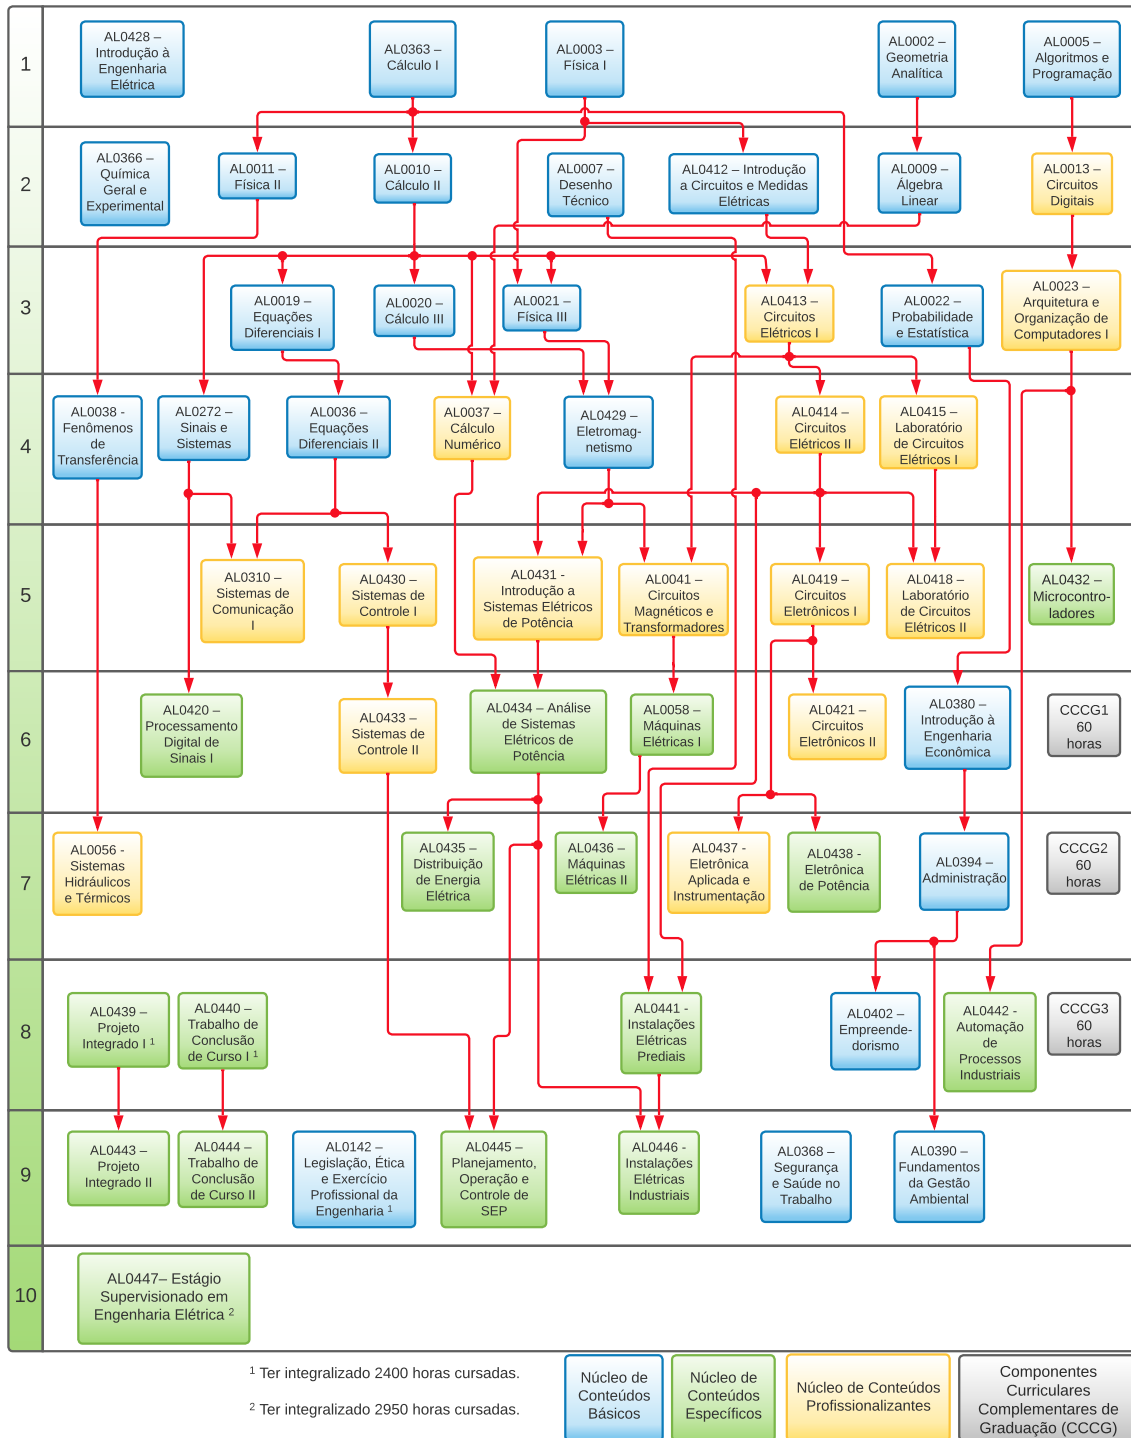 1
AL0428 –
Introdução à
Engenharia
Elétrica
AL0363 –
Cálculo I
AL0003 –
Física I
AL0002 –
Geometria
Analítica
AL0005 –
Algoritmos e
Programação
2
AL0366 –
Química
Geral e
Experimental
AL0011 –
Física II
AL0010 –
Cálculo II
AL0007 –
Desenho
Técnico
AL0412 – Introdução
a Circuitos e Medidas
Elétricas
AL0009 –
Álgebra
Linear
AL0013 –
Circuitos
Digitais
3
AL0019 –
Equações
Diferenciais I
AL0020 –
Cálculo III
AL0021 –
Física III
AL0413 –
Circuitos
Elétricos I
AL0022 –
Probabilidade
e Estatística
AL0023 –
Arquitetura e
Organização de
Computadores I
4
AL0038 -
Fenômenos
de
Transferência
AL0272 –
Sinais e
Sistemas
AL0036 –
Equações
Diferenciais II
AL0037 –
Cálculo
Numérico
AL0429 –
Eletromag-
netismo
AL0414 –
Circuitos
Elétricos II
AL0415 –
Laboratório
de Circuitos
Elétricos I
5
AL0310 –
Sistemas de
Comunicação
I
AL0430 –
Sistemas de
Controle I
AL0431 -
Introdução a
Sistemas Elétricos
de Potência
AL0041 –
Circuitos
Magnéticos e
Transformadores
AL0419 –
Circuitos
Eletrônicos I
AL0418 –
Laboratório
de Circuitos
Elétricos II
AL0432 –
Microcontro-
ladores
6
AL0420 –
Processamento
Digital de
Sinais I
AL0433 –
Sistemas de
Controle II
AL0434 – Análise
de Sistemas
Elétricos de
Potência
AL0058 –
Máquinas
Elétricas I
AL0421 –
Circuitos
Eletrônicos II
AL0380 –
Introdução à
Engenharia
Econômica
CCCG1
60
horas
7
AL0056 -
Sistemas
Hidráulicos
e Térmicos
AL0435 –
Distribuição
de Energia
Elétrica
AL0436 –
Máquinas
Elétricas II
AL0437 -
Eletrônica
Aplicada e
Instrumentação
AL0438 -
Eletrônica
de Potência
AL0394 –
Administração
CCCG2
60
horas
8
AL0439 –
Projeto
Integrado I ¹
AL0440 –
Trabalho de
Conclusão
de Curso I ¹
AL0441 -
Instalações
Elétricas
Prediais
AL0402 –
Empreende-
dorismo
AL0442 -
Automação
de
Processos
Industriais
CCCG3
60
horas
9
AL0443 –
Projeto
Integrado II
AL0444 –
Trabalho de
Conclusão
de Curso II
AL0142 –
Legislação, Ética
e Exercício
Profissional da
Engenharia ¹
AL0445 –
Planejamento,
Operação e
Controle de
SEP
AL0446 -
Instalações
Elétricas
Industriais
AL0368 –
Segurança
e Saúde no
Trabalho
AL0390 –
Fundamentos
da Gestão
Ambiental
10
AL0447– Estágio
Supervisionado em
Engenharia Elétrica ²
¹ Ter integralizado 2400 horas cursadas.
² Ter integralizado 2950 horas cursadas.
Núcleo de
Conteúdos
Básicos
Núcleo de
Conteúdos
Específicos
Núcleo de Conteúdos
Profissionalizantes
Componentes
Curriculares
Complementares de
Graduação (CCCG)